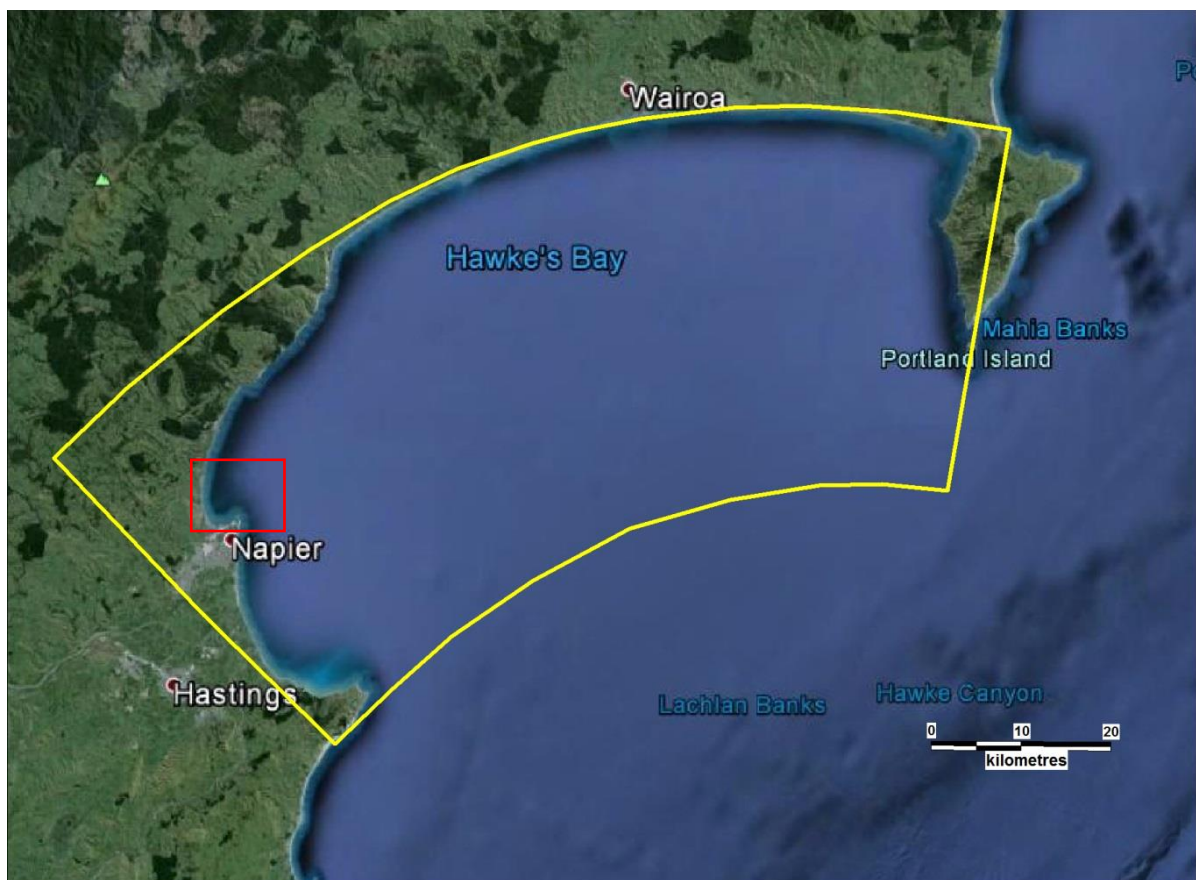 Wairoa
Hawke's Bay
Mahia Banks
Portland Island
Napier
Hastings
Lachlan Banks
Hawke Canyon
0 10 20
kilometres